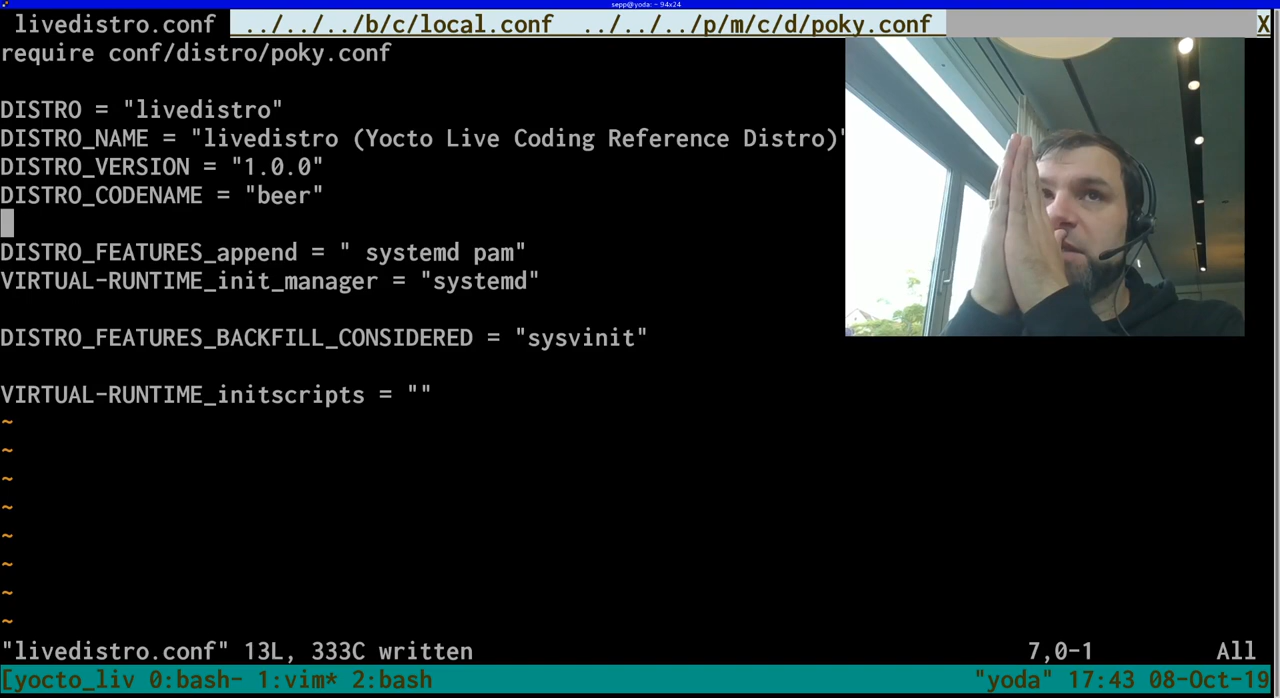 sepp@yoda: ~ 94x24
livedistro.conf ../../../b/c/local.conf ../../../p/m/c/d/poky.conf X
require conf/distro/poky.conf
DISTRO = "livedistro"
DISTRO_NAME = "livedistro (Yocto Live Coding Reference Distro)"
DISTRO_VERSION = "1.0.0"
DISTRO_CODENAME = "beer"
DISTRO_FEATURES_append = " systemd pam"
VIRTUAL-RUNTIME_init_manager = "systemd"
DISTRO_FEATURES_BACKFILL_CONSIDERED = "sysvinit"
VIRTUAL-RUNTIME_initscripts = ""
~
~
~
~
~
~
~
~
"livedistro.conf" 13L, 333C written 7,0-1 All
[yocto_liv 0:bash- 1:vim* 2:bash "yoda" 17:43 08-Oct-19